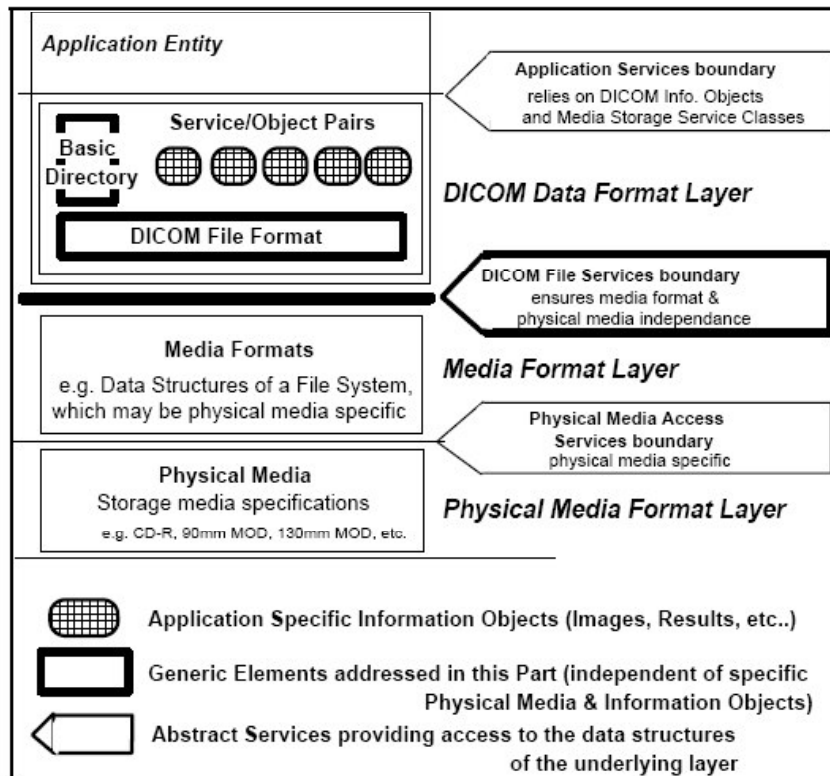 Application Entity
Application Services boundary
relies on DICOM Info. Objects
and Media Storage Service Classes
Service/Object Pairs
Basic
Directory
DICOM File Format
DICOM Data Format Layer
DICOM File Services boundary
ensures media format &
physical media independance
Media Formats
e.g. Data Structures of a File System,
which may be physical media specific
Media Format Layer
Physical Media Access
Services boundary
physical media specific
Physical Media
Storage media specifications
e.g. CD-R, 90mm MOD, 130mm MOD, etc.
Physical Media Format Layer
Application Specific Information Objects (Images, Results, etc..)
Generic Elements addressed in this Part (independent of specific
Physical Media & Information Objects)
Abstract Services providing access to the data structures
of the underlying layer